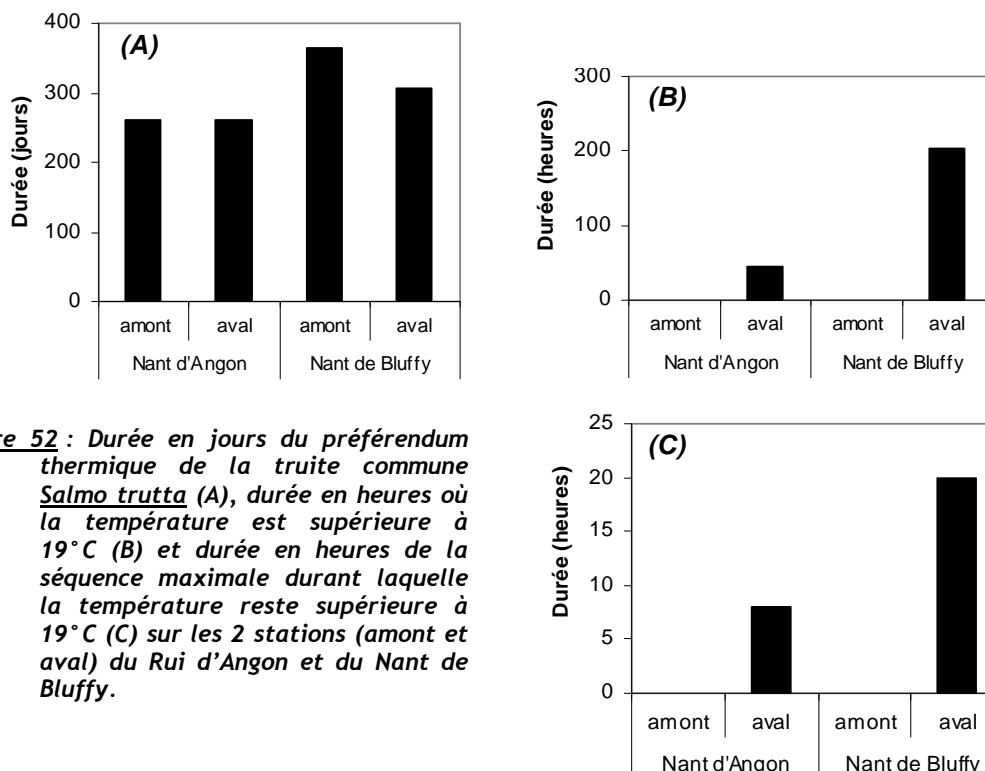 (A)
Durée (jours)
400
300
200
100
0
amont aval amont aval
Nant d'Angon Nant de Bluffy
(B)
Durée (heures)
300
200
100
0
amont aval amont aval
Nant d'Angon Nant de Bluffy
re 52 : Durée en jours du préférendum
thermique de la truite commune
Salmo trutta (A), durée en heures où
la température est supérieure à
19°C (B) et durée en heures de la
séquence maximale durant laquelle
la température reste supérieure à
19°C (C) sur les 2 stations (amont et
aval) du Rui d'Angon et du Nant de
Bluffy.
(C)
Durée (heures)
25
20
15
10
5
0
amont aval amont aval
Nant d'Angon Nant de Bluffy